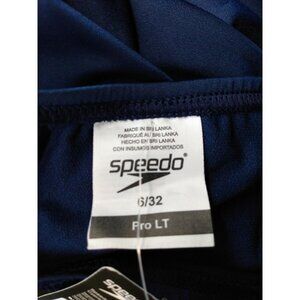 MADE IN SRI LANKA
FABRIQUÉ AU SRI LANKA
HECHO EN SRI LANKA
CON INSUMOS IMPORTADOS
speedo
6/32
Pro LT